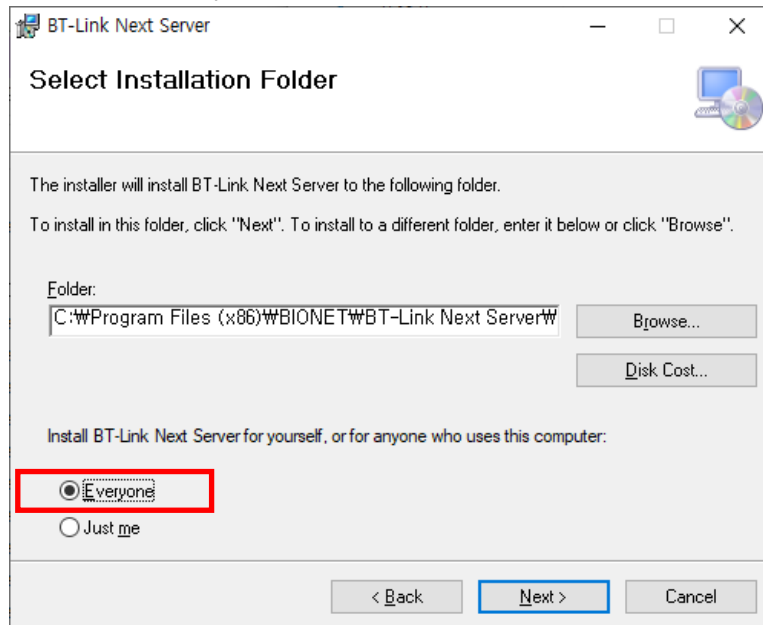 BT-Link Next Server
Select Installation Folder
The installer will install BT-Link Next Server to the following folder.
To install in this folder, click "Next". To install to a different folder, enter it below or click "Browse".
Folder:
C:₩Program Files (x86)₩BIONET₩BT-Link Next Server₩
Browse...
Disk Cost...
Install BT-Link Next Server for yourself, or for anyone who uses this computer:
Everyone
Just me
< Back
Next >
Cancel